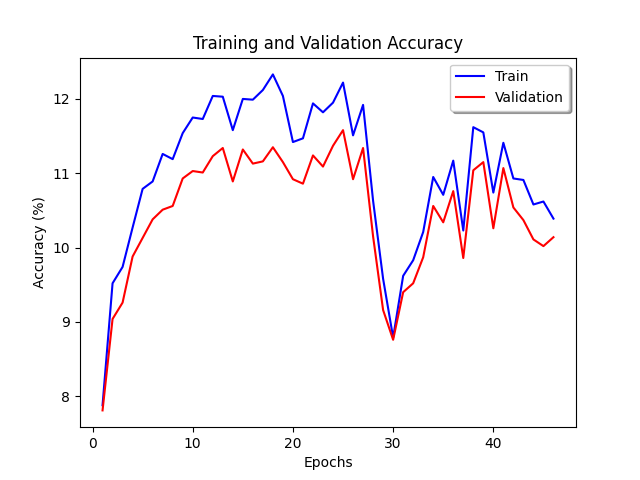 Training and Validation Accuracy
Train
Validation
12
11
10
9
8
Accuracy (%)
0
10
20
30
40
Epochs